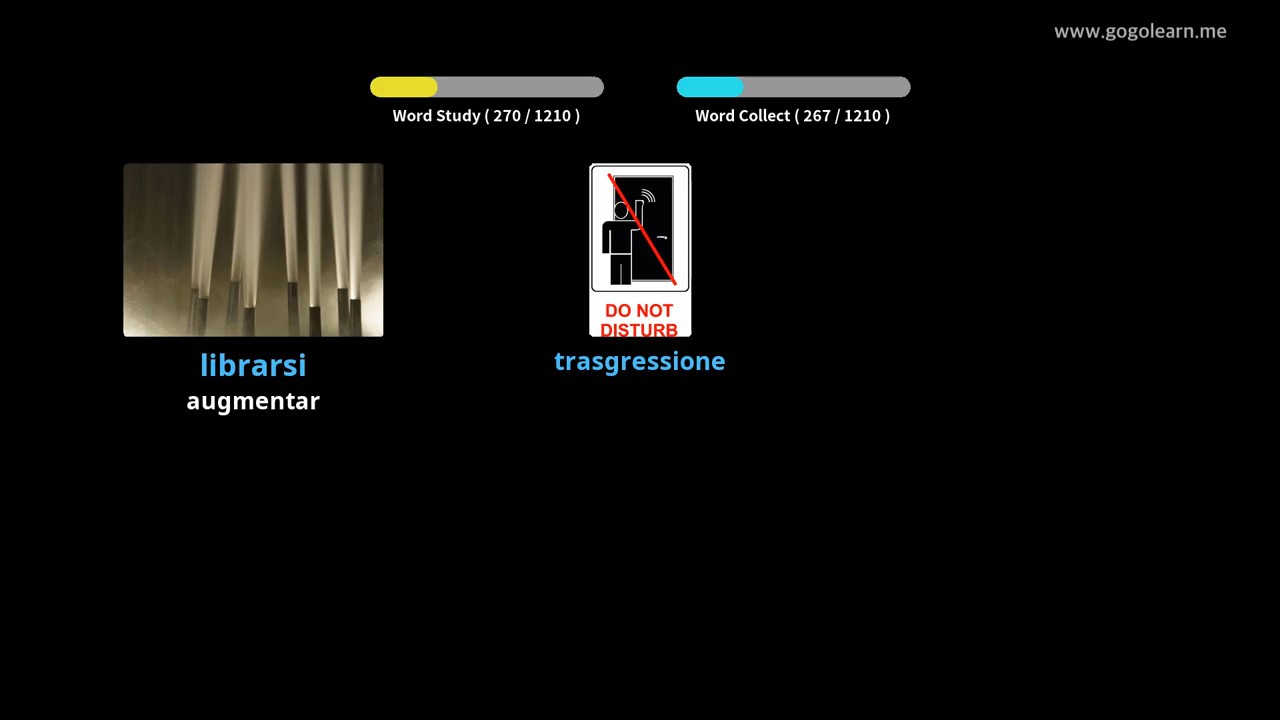 www.gogolearn.me
Word Study ( 270 / 1210 )
Word Collect ( 267 / 1210 )
DO NOT
DISTURB
librarsi
augmentar
trasgressione